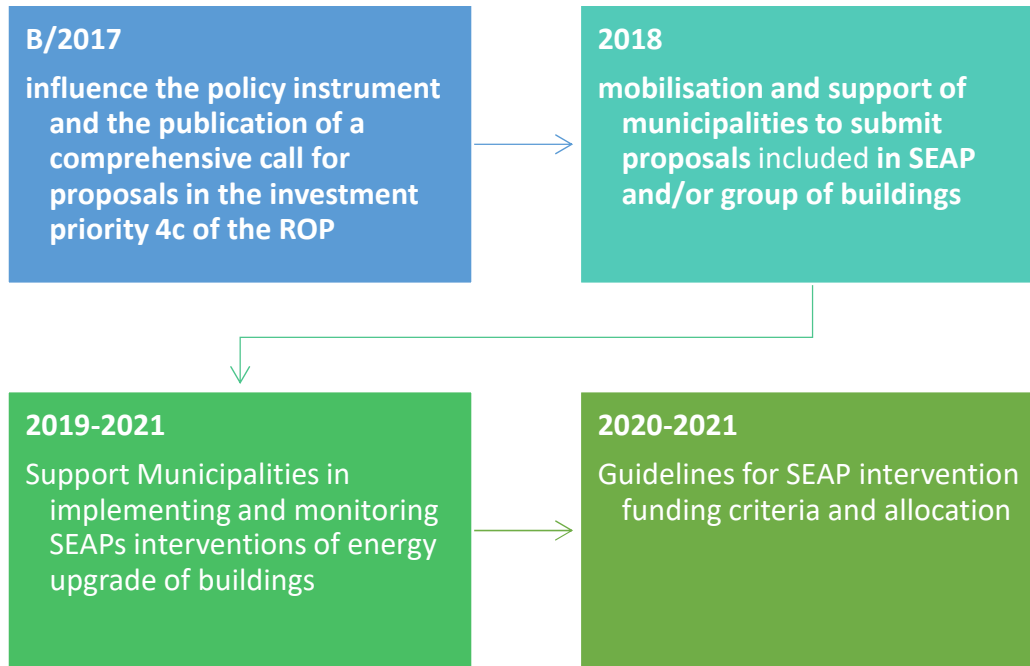 B/2017
influence the policy instrument
and the publication of a
comprehensive call for
proposals in the investment
priority 4c of the ROP
2018
mobilisation and support of
municipalities to submit
proposals included in SEAP
and/or group of buildings
2019-2021
Support Municipalities in
implementing and monitoring
SEAPs interventions of energy
upgrade of buildings
2020-2021
Guidelines for SEAP intervention
funding criteria and allocation